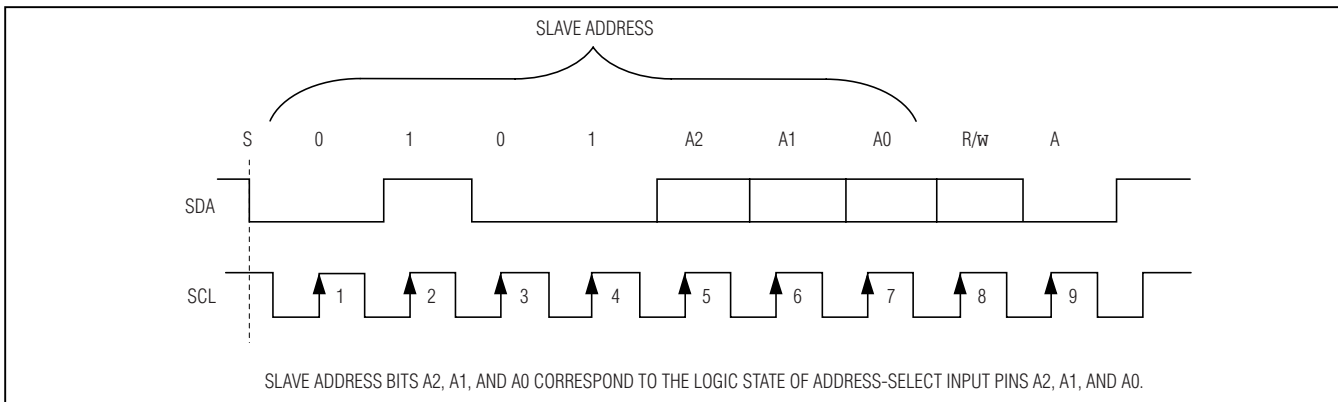 SLAVE ADDRESS
S 0 1 0 1 A2 A1 A0 R/W A
SDA
SCL 1 2 3 4 5 6 7 8 9
SLAVE ADDRESS BITS A2, A1, AND A0 CORRESPOND TO THE LOGIC STATE OF ADDRESS-SELECT INPUT PINS A2, A1, AND A0.